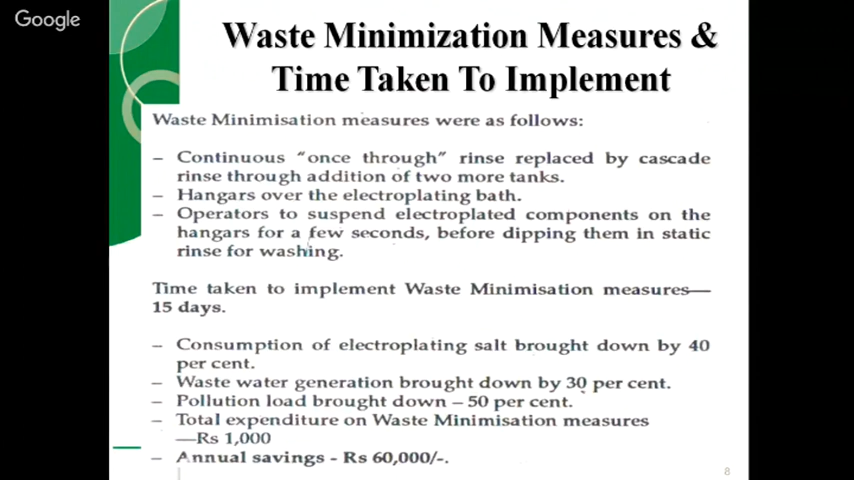 Google
Waste Minimization Measures &
Time Taken To Implement
Waste Minimisation measures were as follows:
– Continuous "once through" rinse replaced by cascade
rinse through addition of two more tanks.
– Hangars over the electroplating bath.
– Operators to suspend electroplated components on the
hangars for a few seconds, before dipping them in static
rinse for washing.
Time taken to implement Waste Minimisation measures—
15 days.
– Consumption of electroplating salt brought down by 40
per cent.
– Waste water generation brought down by 30 per cent.
– Pollution load brought down – 50 per cent.
– Total expenditure on Waste Minimisation measures
—Rs 1,000
– Annual savings - Rs 60,000/-.
8